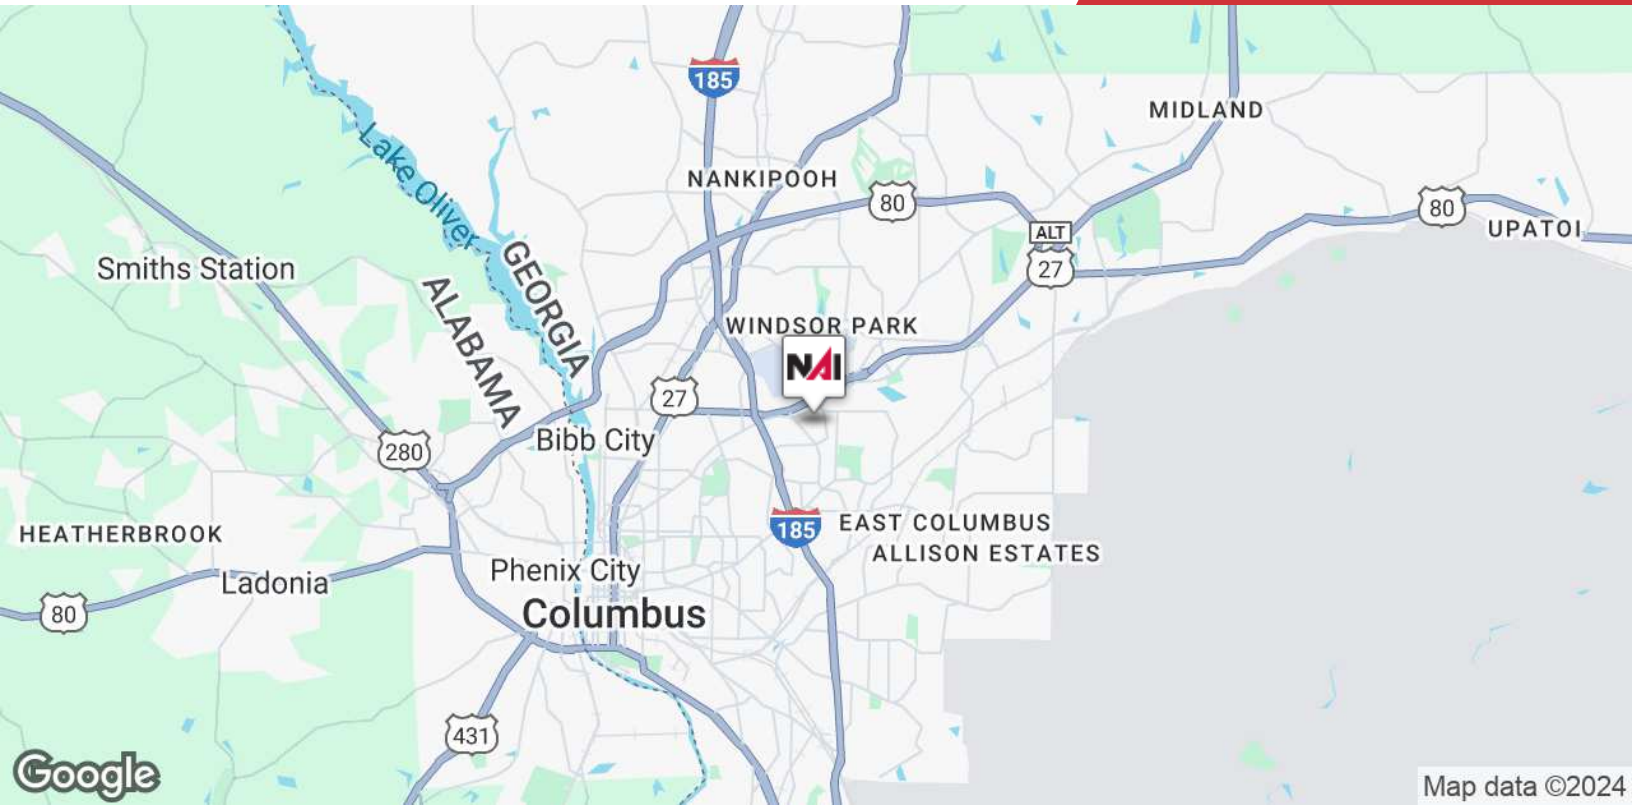 185
MIDLAND
NANKIPOOH
80
80
ALT
27
UPATOI
Lake Oliver
GEORGIA
ALABAMA
Smiths Station
WINDSOR PARK
NAI
27
Bibb City
280
185
EAST COLUMBUS
ALLISON ESTATES
HEATHERBROOK
Phenix City
Ladonia
80
Columbus
431
Google
Map data ©2024